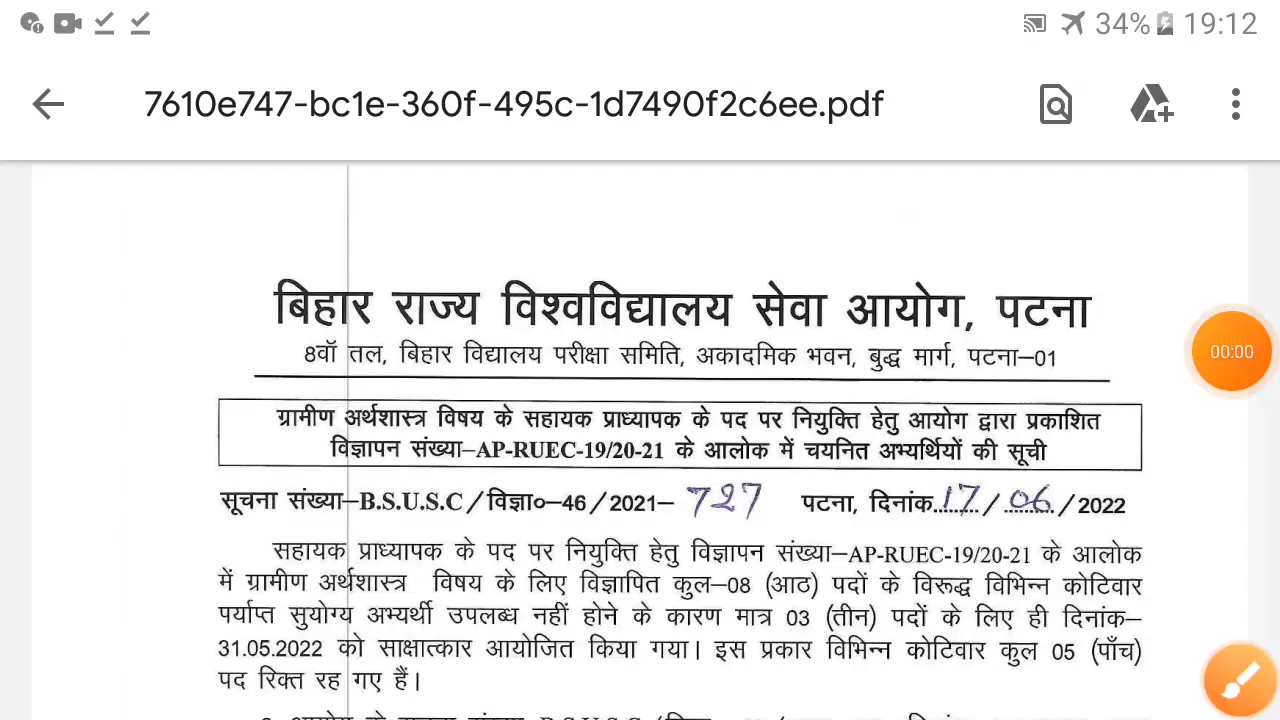 34% 19:12
7610e747-bc1e-360f-495c-1d7490f2c6ee.pdf
बिहार राज्य विश्वविद्यालय सेवा आयोग, पटना
8वॉ तल, बिहार विद्यालय परीक्षा समिति, अकादमिक भवन, बुद्ध मार्ग, पटना–01
00:00
ग्रामीण अर्थशास्त्र विषय के सहायक प्राध्यापक के पद पर नियुक्ति हेतु आयोग द्वारा प्रकाशित
विज्ञापन संख्या–AP-RUEC-19/20-21 के आलोक में चयनित अभ्यर्थियों की सूची
सूचना संख्या–B.S.U.S.C/विज्ञा०–46/2021– 727 पटना, दिनांक 17/06/2022
सहायक प्राध्यापक के पद पर नियुक्ति हेतु विज्ञापन संख्या–AP-RUEC-19/20-21 के आलोक
में ग्रामीण अर्थशास्त्र विषय के लिए विज्ञापित कुल–08 (आठ) पदों के विरूद्ध विभिन्न कोटिवार
पर्याप्त सुयोग्य अभ्यर्थी उपलब्ध नहीं होने के कारण मात्र 03 (तीन) पदों के लिए ही दिनांक–
31.05.2022 को साक्षात्कार आयोजित किया गया। इस प्रकार विभिन्न कोटिवार कुल 05 (पाँच)
पद रिक्त रह गए हैं।